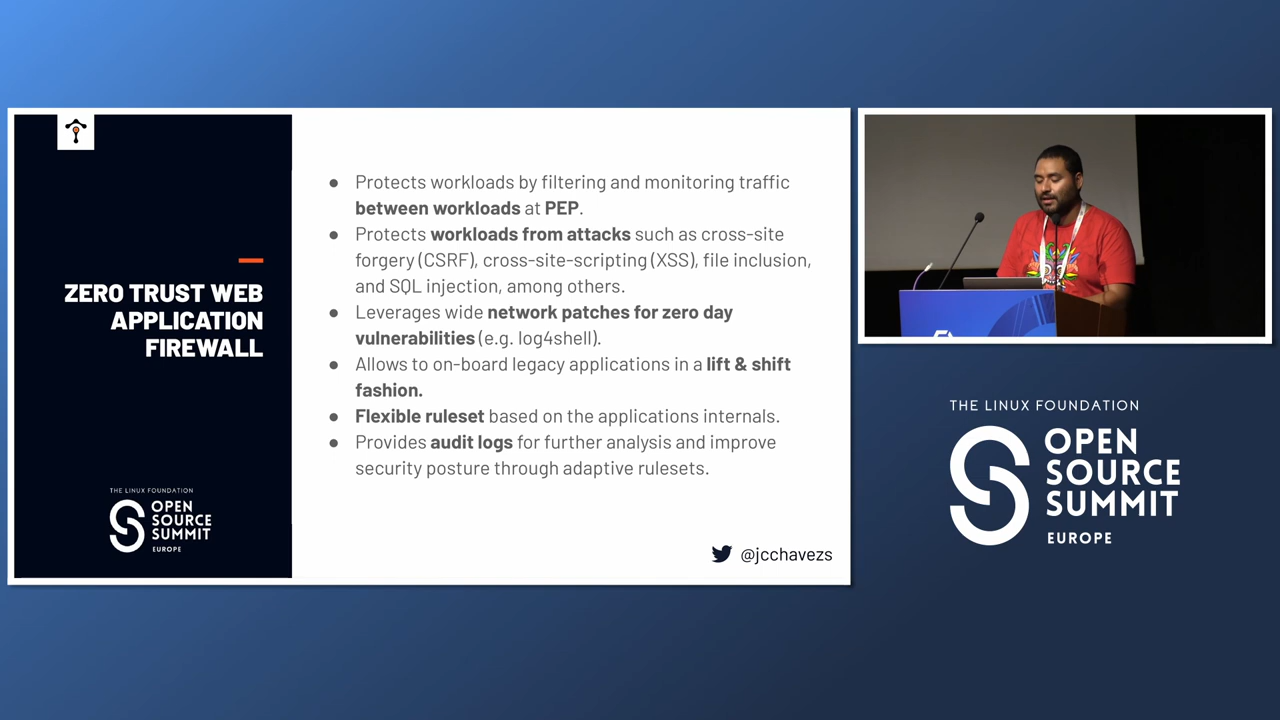 ZERO TRUST WEB
APPLICATION
FIREWALL
THE LINUX FOUNDATION
OPEN
SOURCE
SUMMIT
EUROPE
● Protects workloads by filtering and monitoring traffic
between workloads at PEP.
● Protects workloads from attacks such as cross-site
forgery (CSRF), cross-site-scripting (XSS), file inclusion,
and SQL injection, among others.
● Leverages wide network patches for zero day
vulnerabilities (e.g. log4shell).
● Allows to on-board legacy applications in a lift & shift
fashion.
● Flexible ruleset based on the applications internals.
● Provides audit logs for further analysis and improve
security posture through adaptive rulesets.
@jcchavezs
THE LINUX FOUNDATION
OPEN
SOURCE
SUMMIT
EUROPE